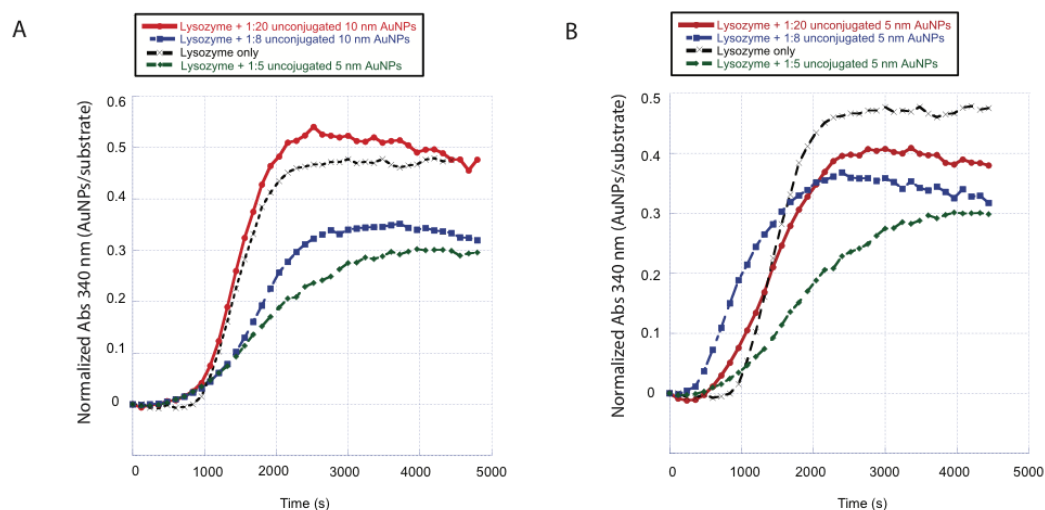 A
Lysozyme + 1:20 unconjugated 10 nm AuNPs
Lysozyme + 1:8 unconjugated 10 nm AuNPs
Lysozyme only
Lysozyme + 1:5 uncojugated 5 nm AuNPs
Normalized Abs 340 nm (AuNPs/substrate)
0.6
0.5
0.4
0.3
0.2
0.1
0
0 1000 2000 3000 4000 5000
Time (s)
B
Lysozyme + 1:20 unconjugated 5 nm AuNPs
Lysozyme + 1:8 unconjugated 5 nm AuNPs
Lysozyme only
Lysozyme + 1:5 uncojugated 5 nm AuNPs
Normalized Abs 340 nm (AuNPs/substrate)
0.5
0.4
0.3
0.2
0.1
0
0 1000 2000 3000 4000 5000
Time (s)